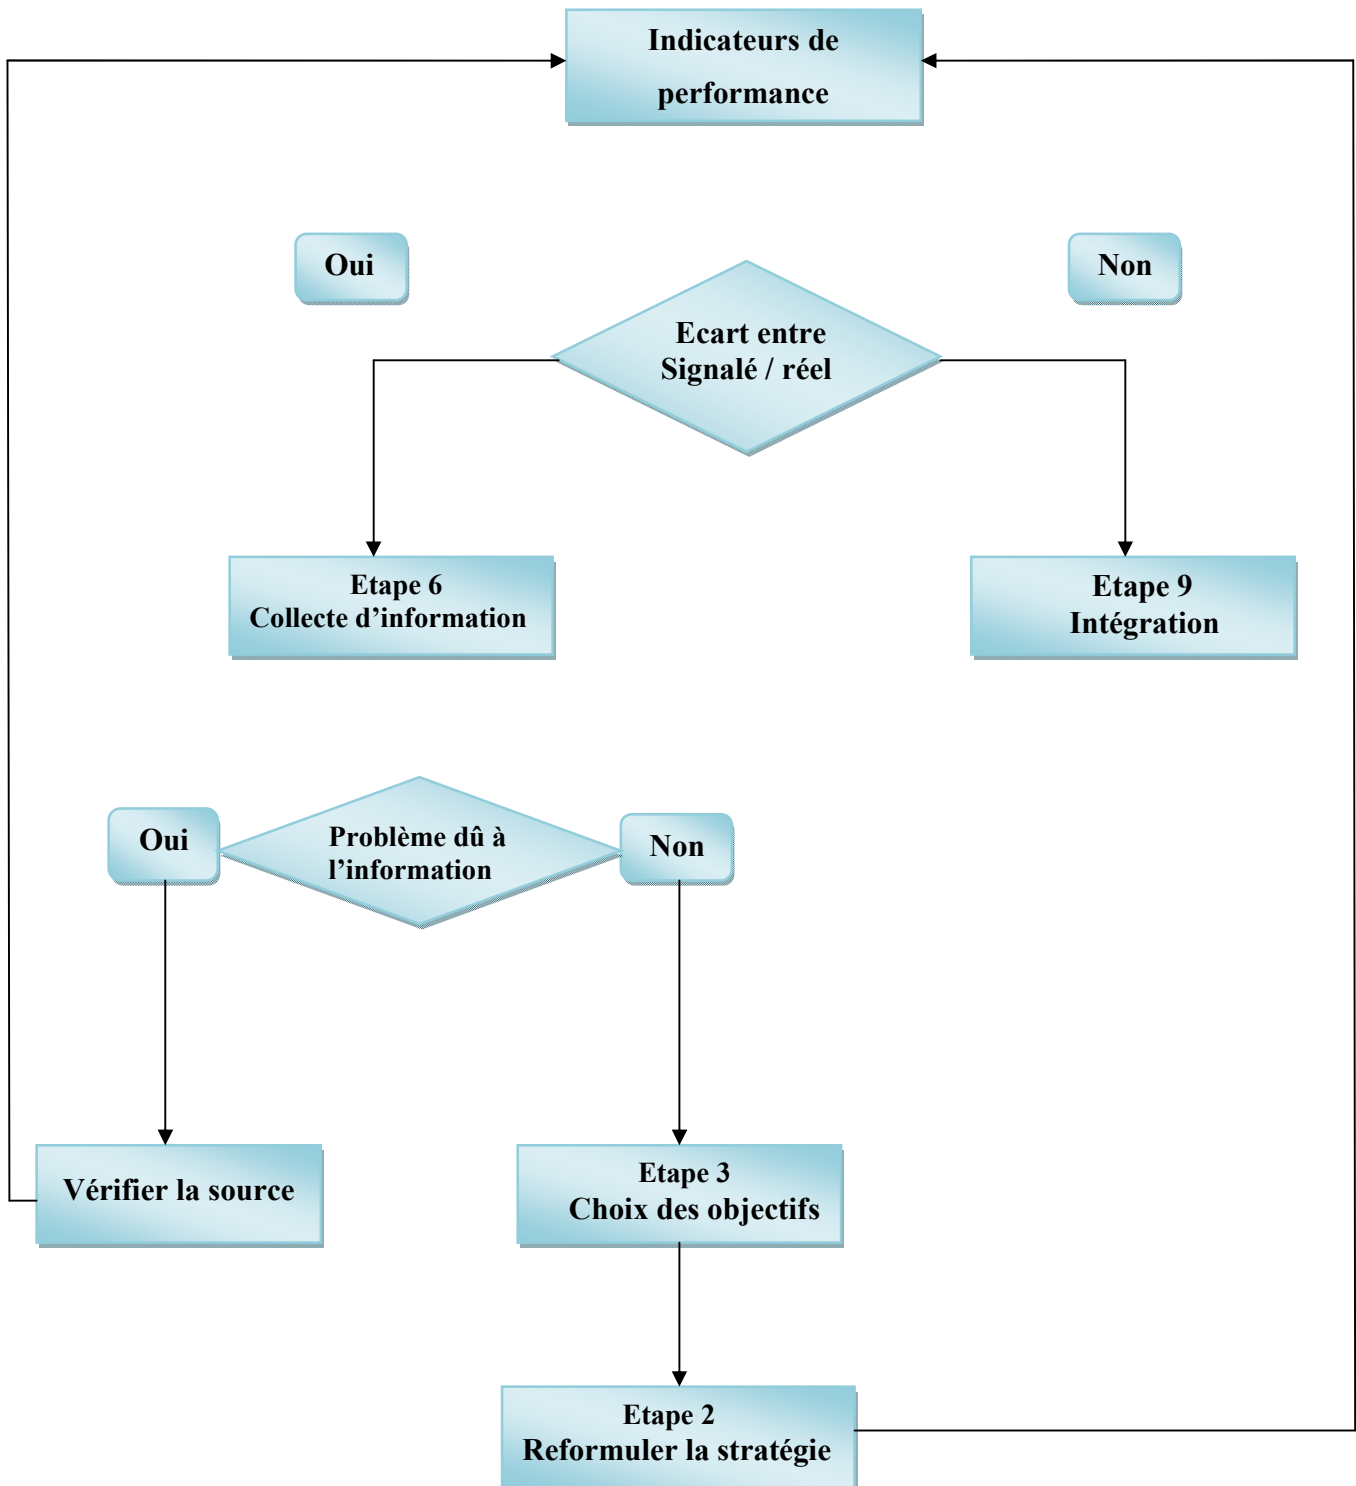 Indicateurs de
performance
Oui
Non
Ecart entre
Signalé / réel
Etape 6
Collecte d’information
Etape 9
Intégration
Oui
Problème dû à
l’information
Non
Vérifier la source
Etape 3
Choix des objectifs
Etape 2
Reformuler la stratégie